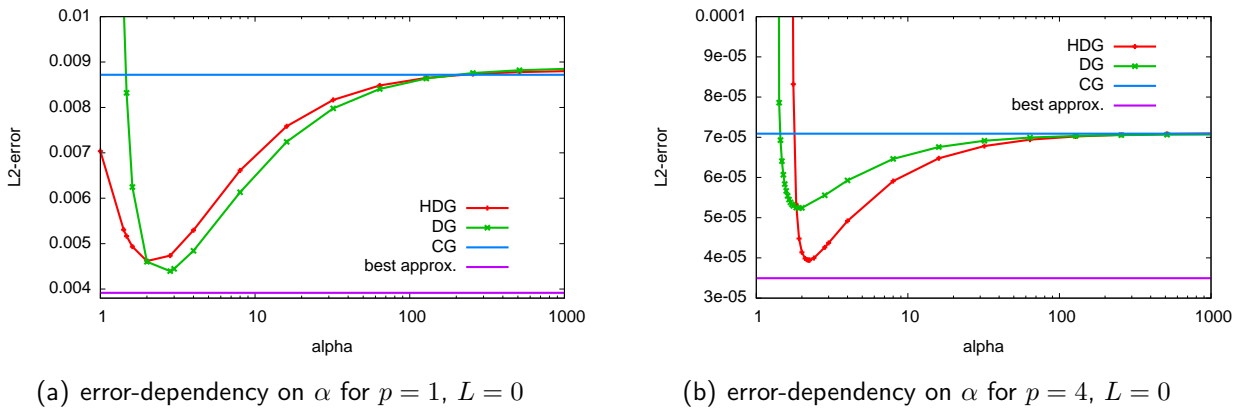 0.01
0.009
0.008
0.007
0.006
0.005
0.004
L2-error
HDG
DG
CG
best approx.
1
10
100
1000
alpha
(a) error-dependency on α for p = 1, L = 0
0.0001
9e-05
8e-05
7e-05
6e-05
5e-05
4e-05
3e-05
L2-error
HDG
DG
CG
best approx.
1
10
100
1000
alpha
(b) error-dependency on α for p = 4, L = 0